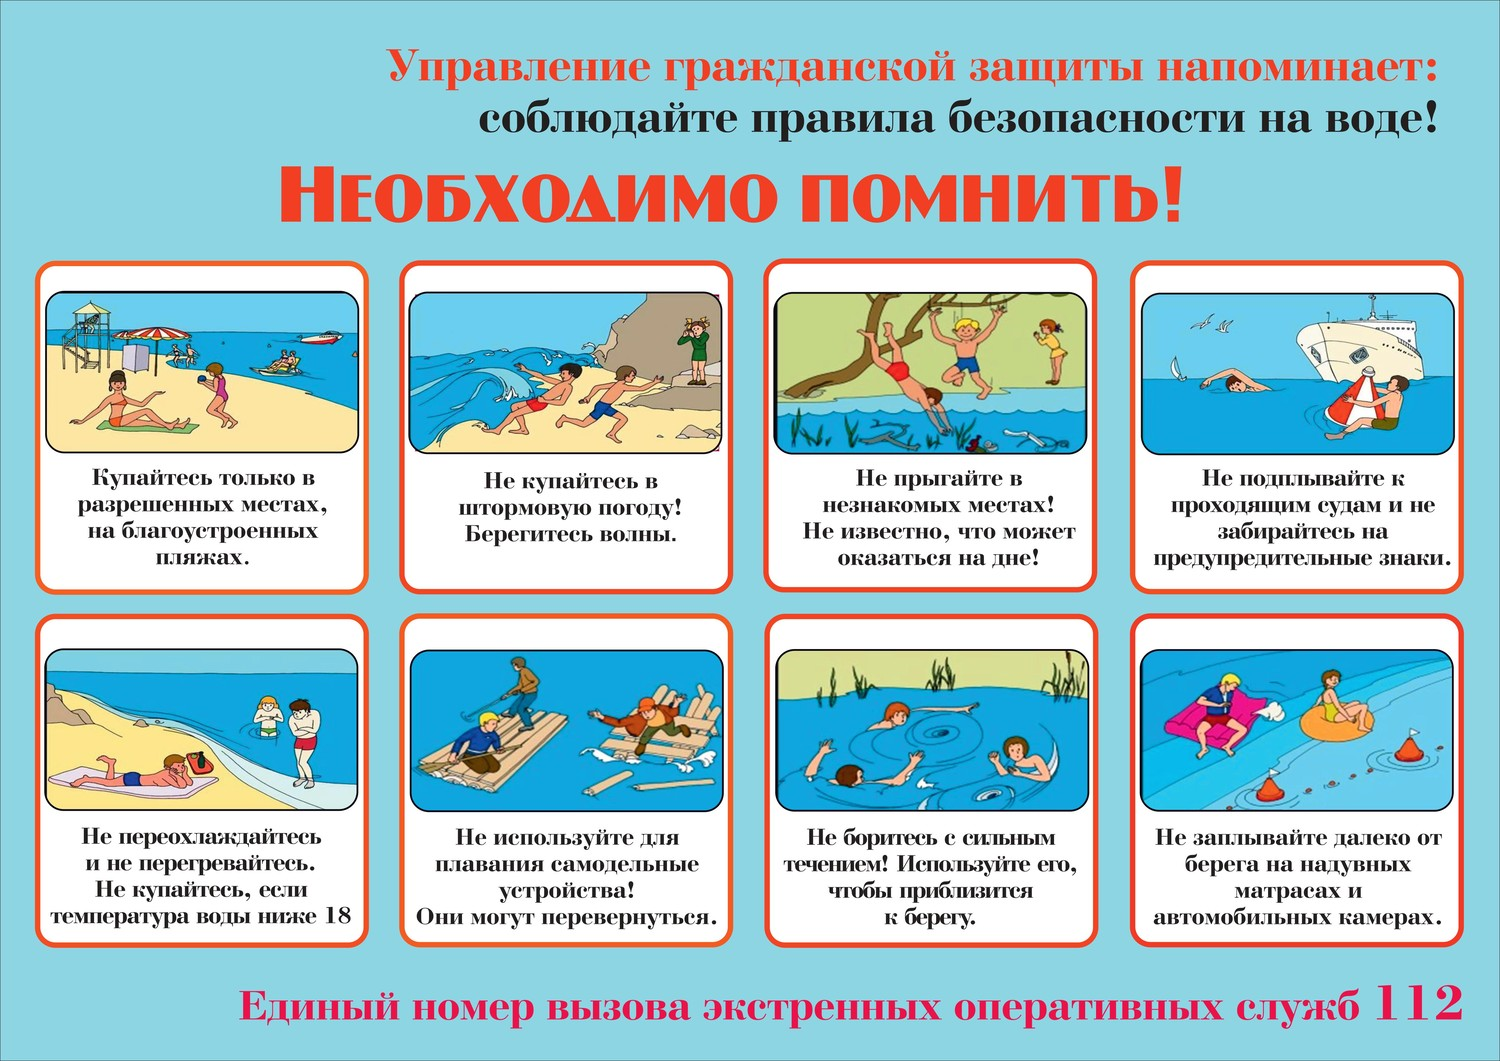 Управление гражданской защиты напоминает:
соблюдайте правила безопасности на воде!
Необходимо помнить!
Купайтесь только в
разрешенных местах,
на благоустроенных
пляжах.
Не купайтесь в
штормовую погоду!
Берегитесь волны.
Не прыгайте в
незнакомых местах!
Не известно, что может
оказаться на дне!
Не подплывайте к
проходящим судам и не
забирайтесь на
предупредительные знаки.
Не переохлаждайтесь
и не перегревайтесь.
Не купайтесь, если
температура воды ниже 18
Не используйте для
плавания самодельные
устройства!
Они могут перевернуться.
Не боритесь с сильным
течением! Используйте его,
чтобы приблизится
к берегу.
Не заплывайте далеко от
берега на надувных
матрасах и
автомобильных камерах.
Единый номер вызова экстренных оперативных служб 112